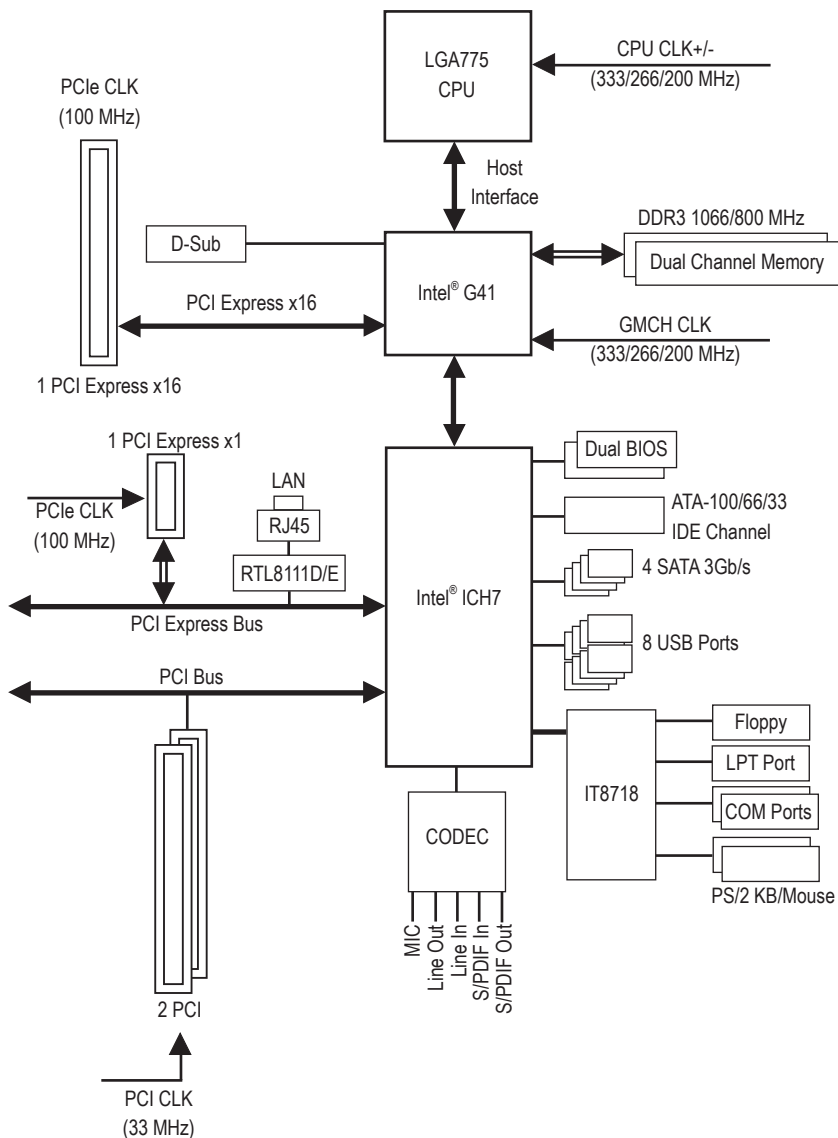 LGA775
CPU
CPU CLK+/-
(333/266/200 MHz)
PCIe CLK
(100 MHz)
Host
Interface
D-Sub
DDR3 1066/800 MHz
Dual Channel Memory
Intel® G41
PCI Express x16
GMCH CLK
(333/266/200 MHz)
1 PCI Express x16
1 PCI Express x1
Dual BIOS
LAN
ATA-100/66/33
IDE Channel
PCIe CLK
(100 MHz)
RJ45
RTL8111D/E
4 SATA 3Gb/s
Intel® ICH7
PCI Express Bus
8 USB Ports
PCI Bus
Floppy
LPT Port
IT8718
COM Ports
CODEC
PS/2 KB/Mouse
MIC
Line Out
Line In
S/PDIF In
S/PDIF Out
2 PCI
PCI CLK
(33 MHz)